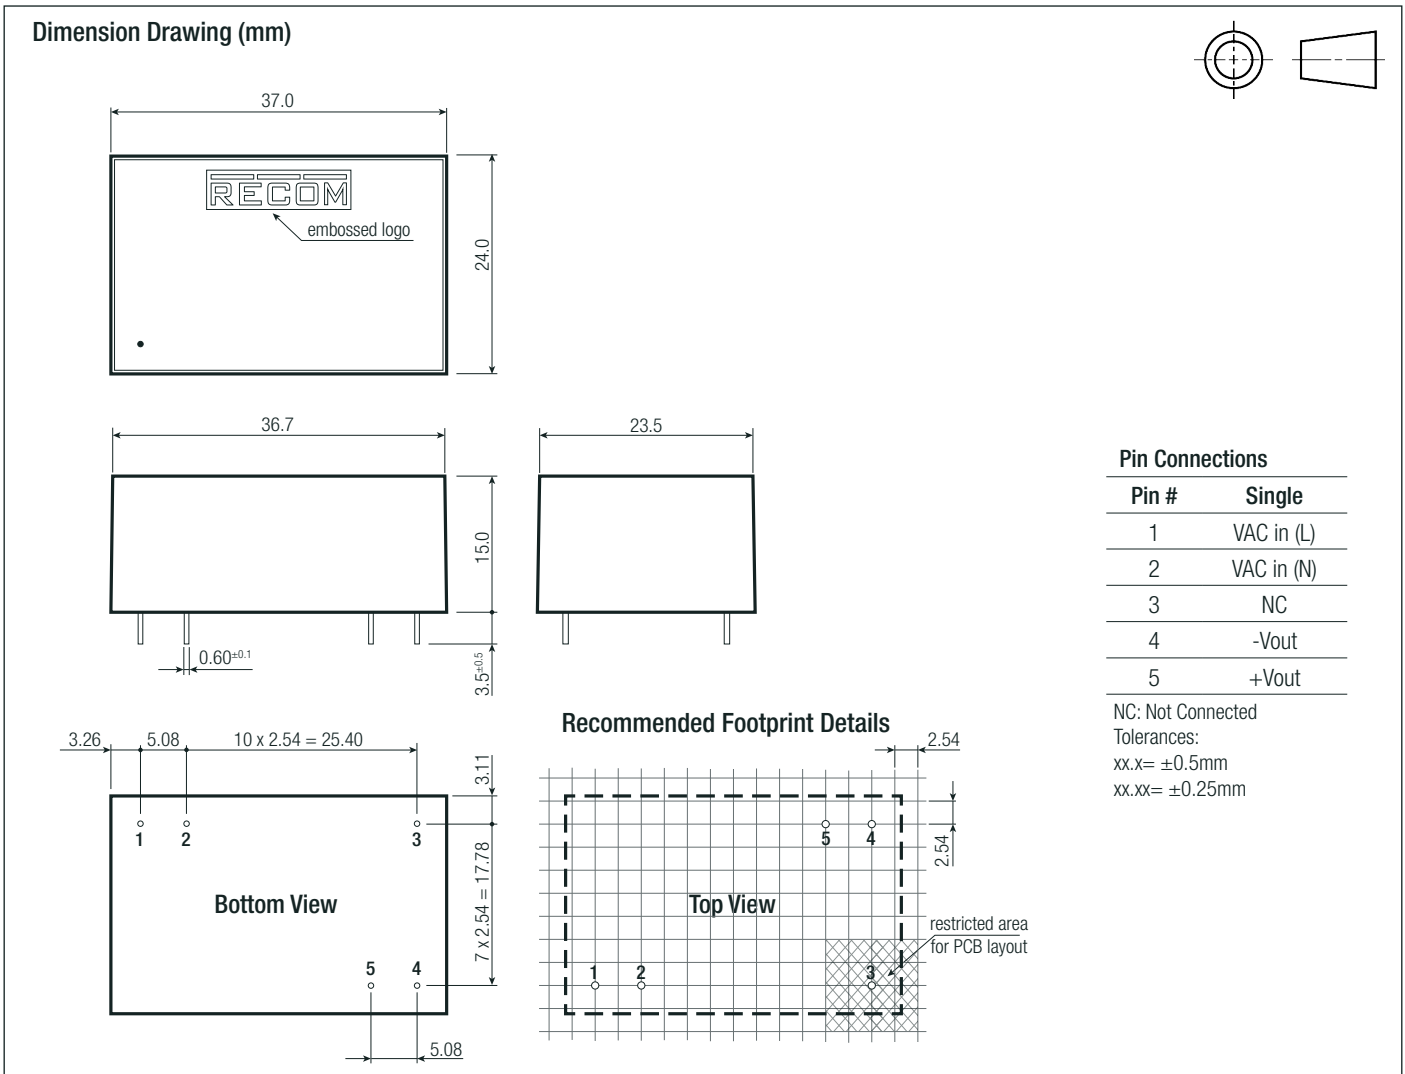 Dimension Drawing (mm)
37.0
RECOM
embossed logo
24.0
36.7
23.5
15.0
0.60±0.1
3.5±0.5
Pin Connections
Pin # Single
1 VAC in (L)
2 VAC in (N)
3 NC
4 -Vout
5 +Vout
NC: Not Connected
Tolerances:
xx.x= ±0.5mm
xx.xx= ±0.25mm
3.26 5.08 10 x 2.54 = 25.40
3.11
1 2 3
7 x 2.54 = 17.78
Bottom View
5 4
5.08
Recommended Footprint Details
2.54
5 4
2.54
Top View
restricted area
for PCB layout
1 2 3